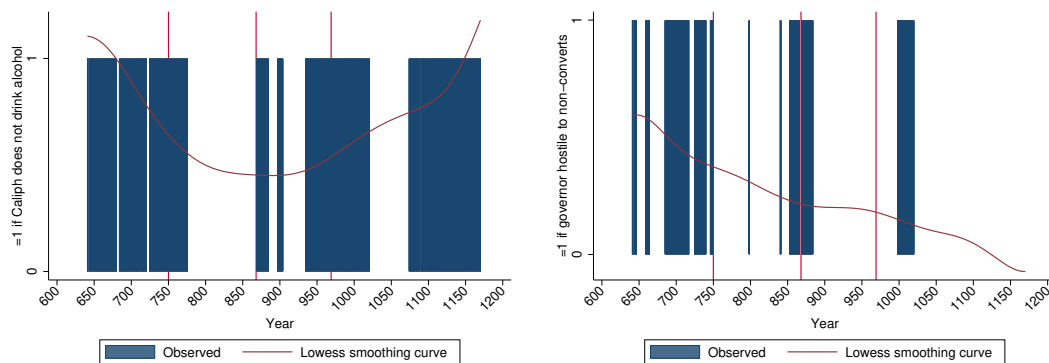 =1 if Caliph does not drink alcohol
1
0
600 650 700 750 800 850 900 950 1000 1050 1100 1150 1200
Year
Observed Lowess smoothing curve
=1 if governor hostile to non−converts
1
0
600 650 700 750 800 850 900 950 1000 1050 1100 1150 1200
Year
Observed Lowess smoothing curve